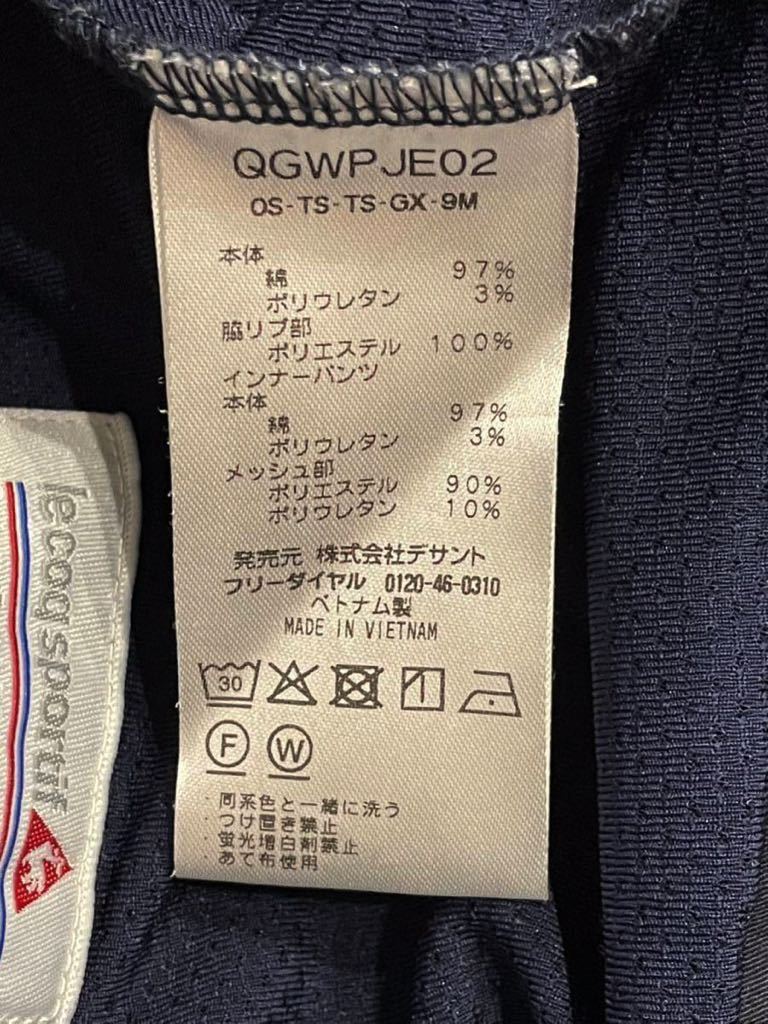 QGWPJE02
OS-TS-TS-GX-9M
本体
綿 97%
ポリウレタン 3%
脇リブ部
ポリエステル 100%
インナーパンツ
本体
綿 97%
ポリウレタン 3%
メッシュ部
ポリエステル 90%
ポリウレタン 10%
発売元 株式会社デサント
フリーダイヤル 0120-46-0310
ベトナム製
MADE IN VIETNAM
30
F W
・同系色と一緒に洗う
・つけ置き禁止
・蛍光増白剤禁止
・あて布使用
lecoqsportif